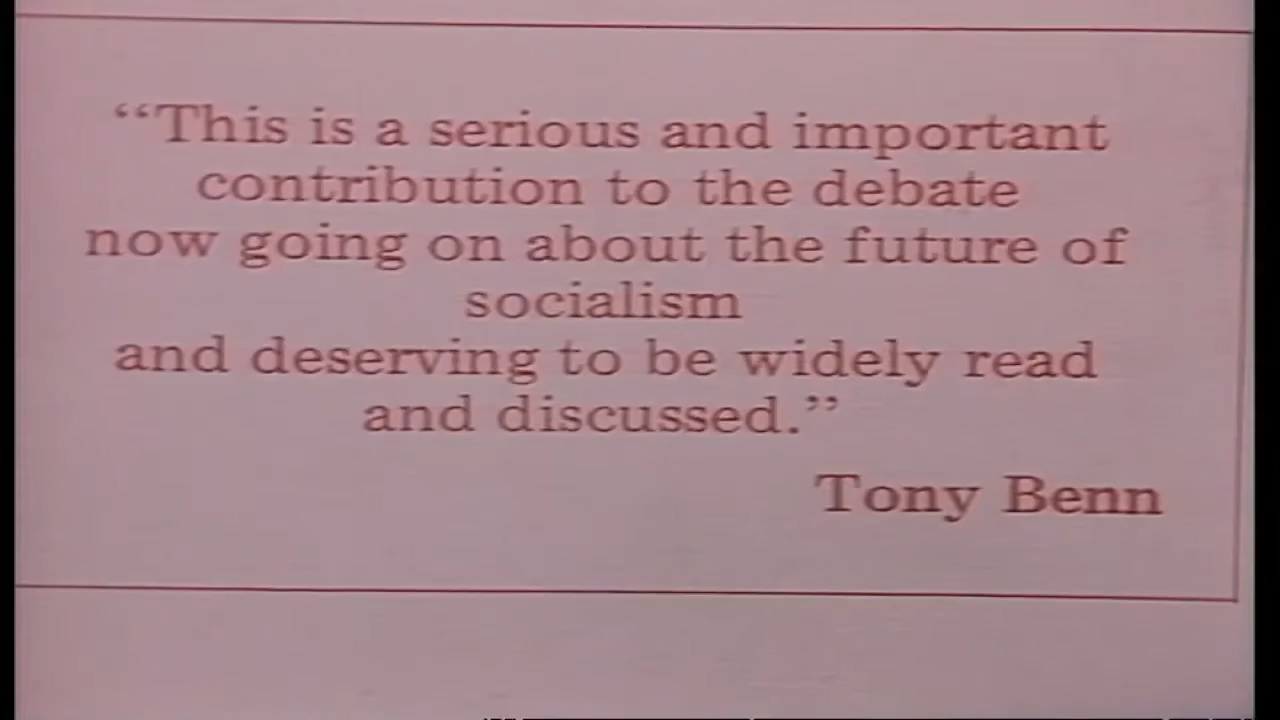 “This is a serious and important
contribution to the debate
now going on about the future of
socialism
and deserving to be widely read
and discussed.”
Tony Benn